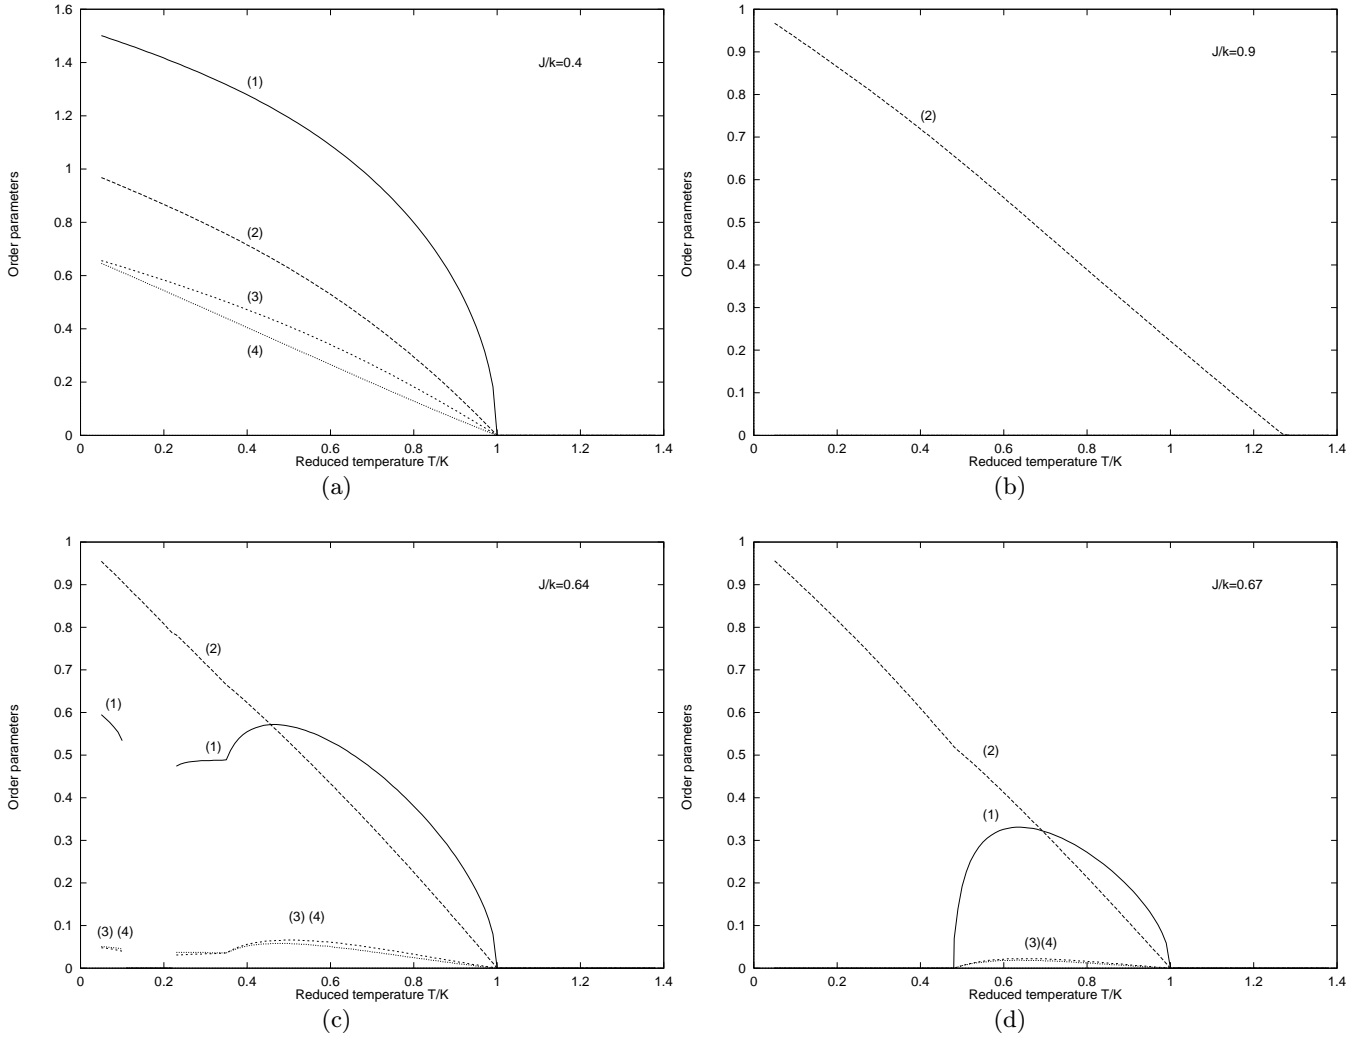 1.6
1.4
1.2
1
0.8
0.6
0.4
0.2
0
Order parameters
J/k=0.4
(1)
(2)
(3)
(4)
0 0.2 0.4 0.6 0.8 1 1.2 1.4
Reduced temperature T/K
(a)
1
0.9
0.8
0.7
0.6
0.5
0.4
0.3
0.2
0.1
0
Order parameters
J/k=0.9
(2)
0 0.2 0.4 0.6 0.8 1 1.2 1.4
Reduced temperature T/K
(b)
1
0.9
0.8
0.7
0.6
0.5
0.4
0.3
0.2
0.1
0
Order parameters
J/k=0.64
(2)
(1)
(1)
(3) (4)
(3) (4)
0 0.2 0.4 0.6 0.8 1 1.2 1.4
Reduced temperature T/K
(c)
1
0.9
0.8
0.7
0.6
0.5
0.4
0.3
0.2
0.1
0
Order parameters
J/k=0.67
(2)
(1)
(3)(4)
0 0.2 0.4 0.6 0.8 1 1.2 1.4
Reduced temperature T/K
(d)